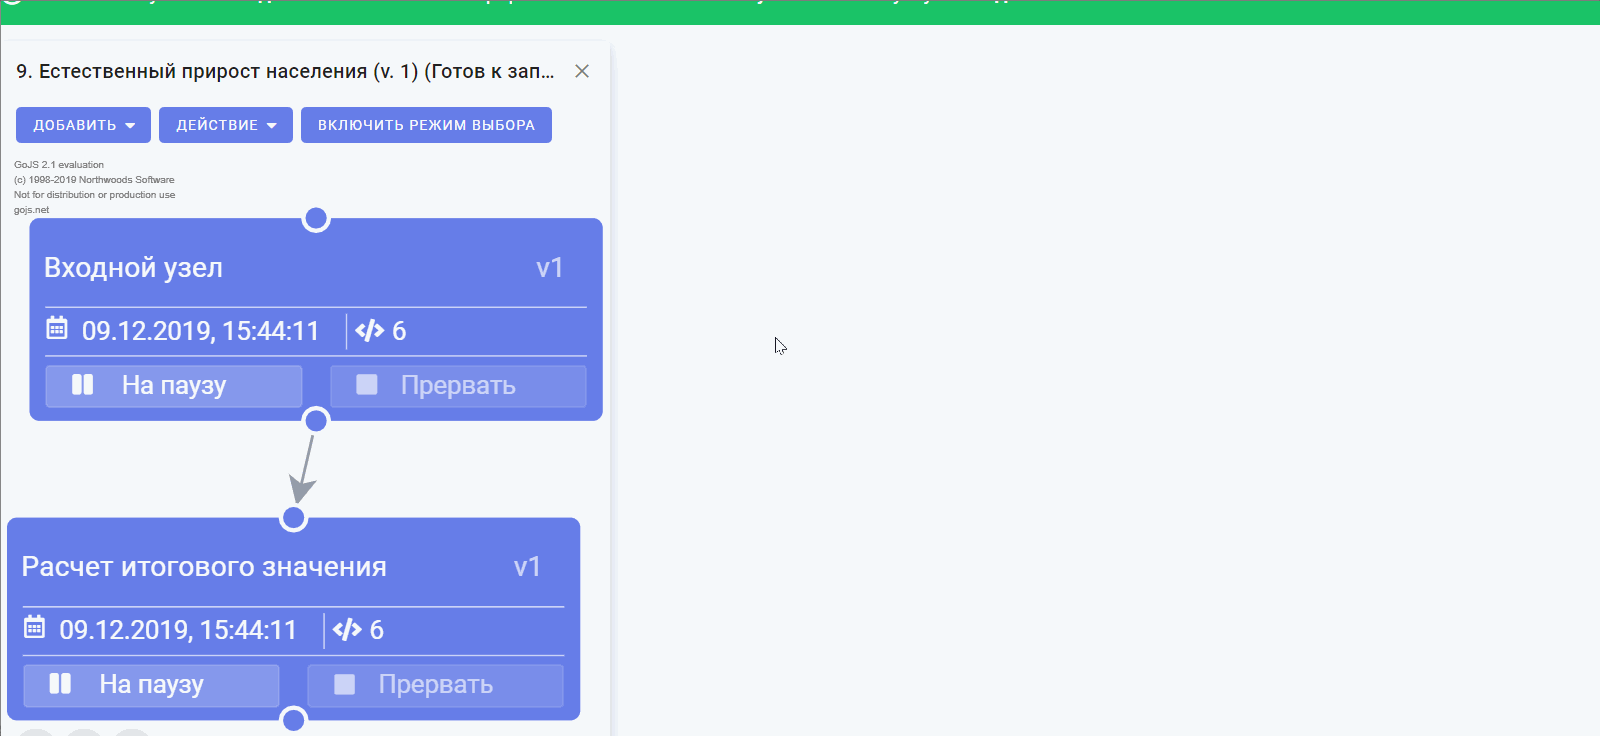 9. Естественный прирост населения (v. 1) (Готов к зап...
ДОБАВИТЬ ДЕЙСТВИЕ ВКЛЮЧИТЬ РЕЖИМ ВЫБОРА
GoJS 2.1 evaluation
(c) 1998-2019 Northwoods Software
Not for distribution or production use
gojs.net
Входной узел v1
09.12.2019, 15:44:11 6
На паузу Прервать
Расчет итогового значения v1
09.12.2019, 15:44:11 6
На паузу Прервать